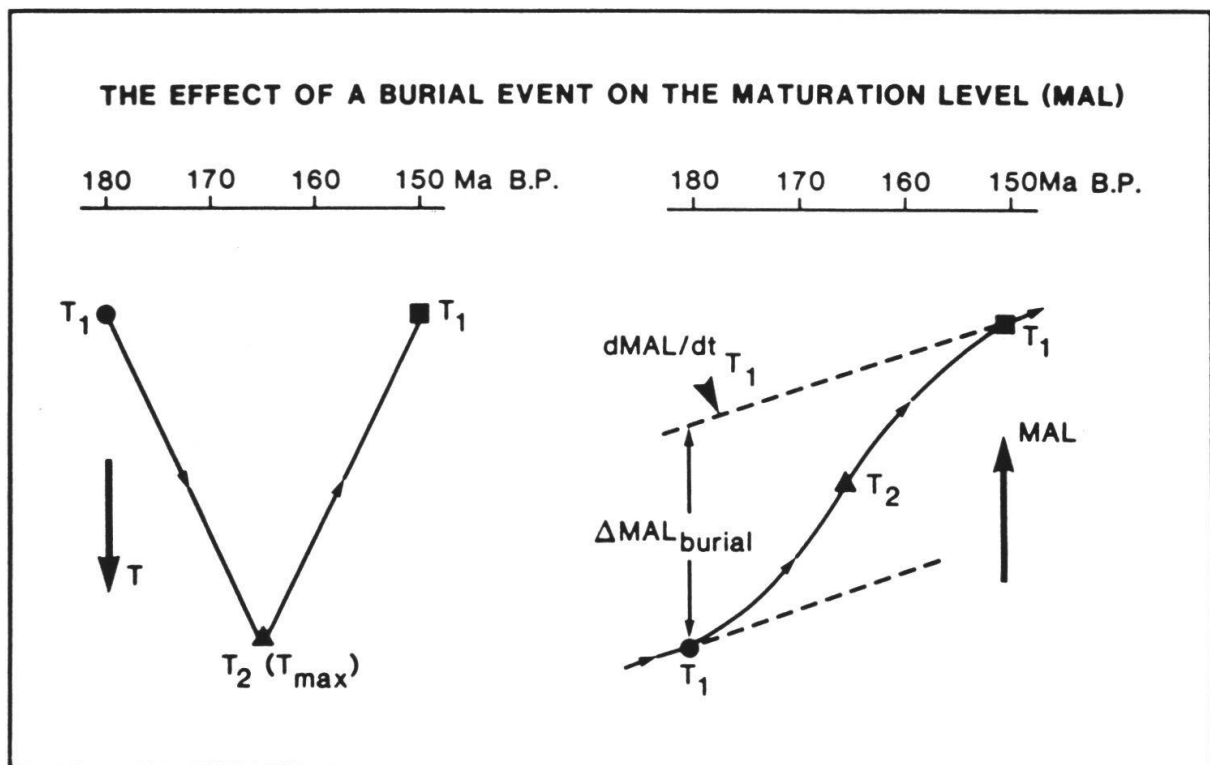 THE EFFECT OF A BURIAL EVENT ON THE MATURATION LEVEL (MAL)
180 170 160 150 Ma B.P.
T1 T1
T
T2 (Tmax)
180 170 160 150Ma B.P.
dMAL/dt T1
T1
MAL
T2
ΔMALburial
T1